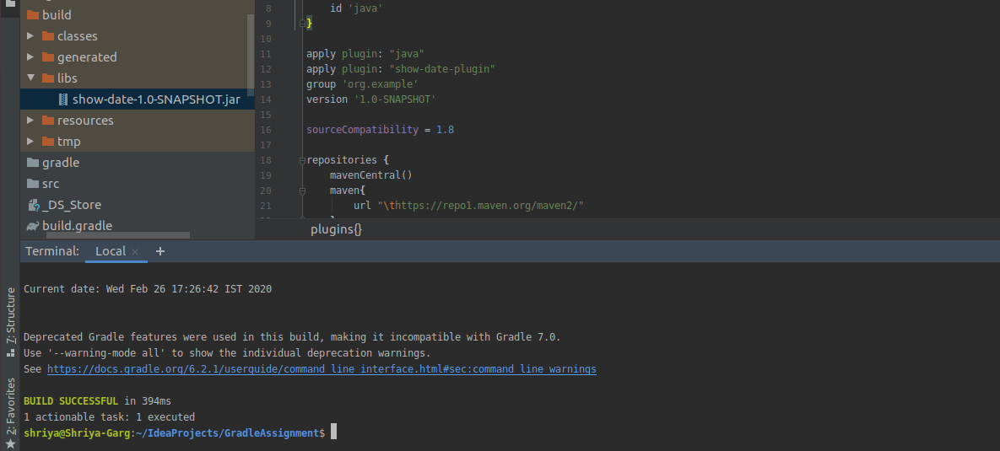 build
classes
generated
libs
show-date-1.0-SNAPSHOT.jar
resources
tmp
gradle
src
_DS_Store
build.gradle
8 id 'java'
9 }
10
11 apply plugin: "java"
12 apply plugin: "show-date-plugin"
13 group 'org.example'
14 version '1.0-SNAPSHOT'
15
16 sourceCompatibility = 1.8
17
18 repositories {
19 mavenCentral()
20 maven{
21 url "\thttps://repo1.maven.org/maven2/"
plugins{}
Terminal: Local × +
Current date: Wed Feb 26 17:26:42 IST 2020
Deprecated Gradle features were used in this build, making it incompatible with Gradle 7.0.
Use '--warning-mode all' to show the individual deprecation warnings.
See https://docs.gradle.org/6.2.1/userguide/command_line_interface.html#sec:command_line_warnings
BUILD SUCCESSFUL in 394ms
1 actionable task: 1 executed
shriya@Shriya-Garg:~/IdeaProjects/GradleAssignment$
7: Structure
2: Favorites